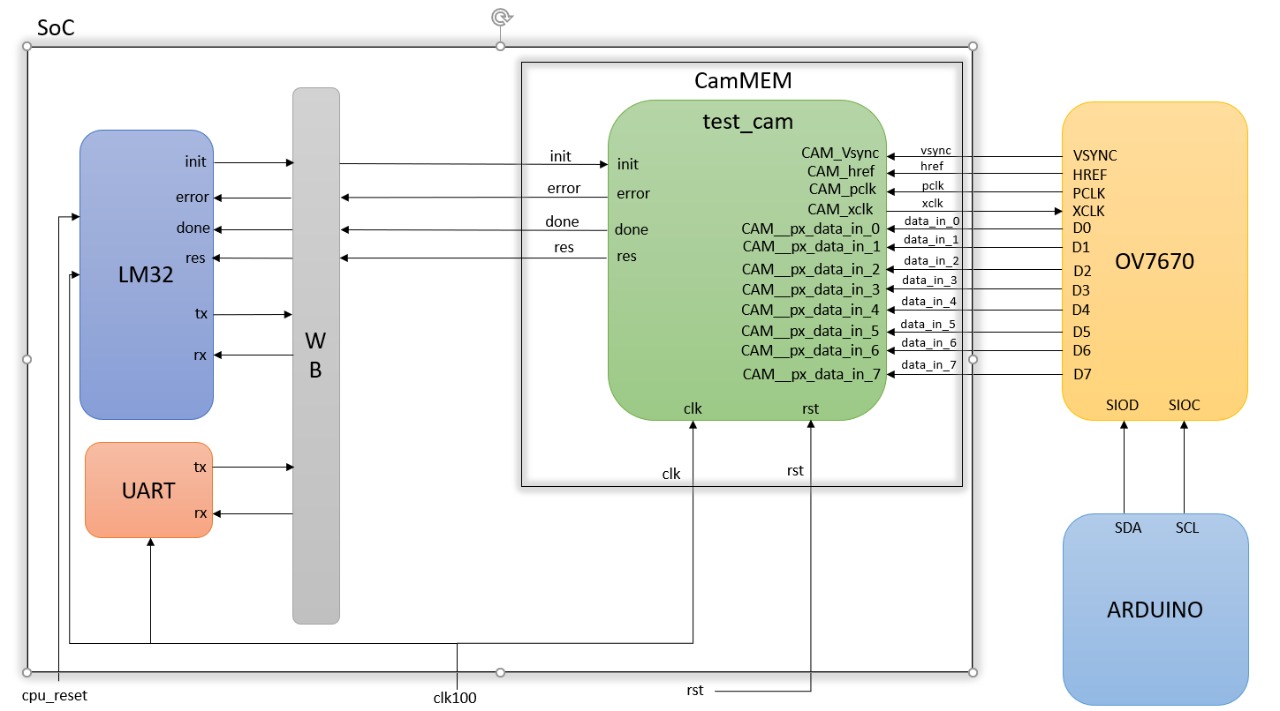 SoC
CamMEM
test_cam
LM32
init
error
done
res
tx
rx
W
B
init
error
done
res
init
error
done
res
CAM_Vsync
CAM_href
CAM_pclk
CAM_xclk
CAM__px_data_in_0
CAM__px_data_in_1
CAM__px_data_in_2
CAM__px_data_in_3
CAM__px_data_in_4
CAM__px_data_in_5
CAM__px_data_in_6
CAM__px_data_in_7
clk
rst
clk
rst
vsync
href
pclk
xclk
data_in_0
data_in_1
data_in_2
data_in_3
data_in_4
data_in_5
data_in_6
data_in_7
VSYNC
HREF
PCLK
XCLK
D0
D1
D2
D3
D4
D5
D6
D7
OV7670
SIOD
SIOC
UART
tx
rx
SDA
SCL
ARDUINO
cpu_reset
clk100
rst